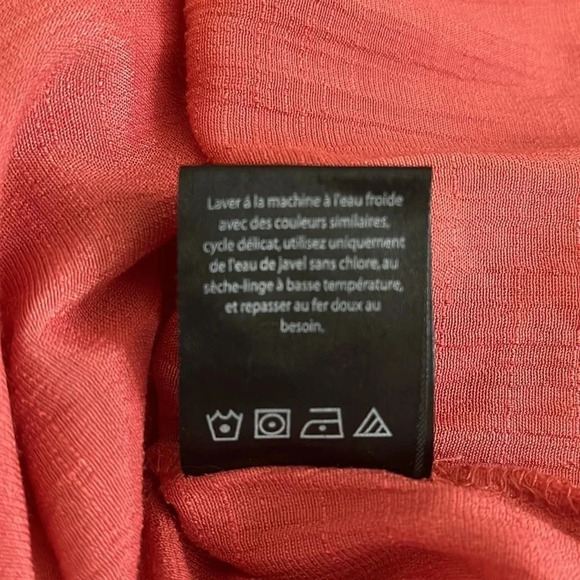 Laver á la machine à l'eau froide
avec des couleurs similaires,
cycle délicat, utilisez uniquement
de l'eau de javel sans chlore, au
sèche-linge à basse température,
et repasser au fer doux au
besoin.